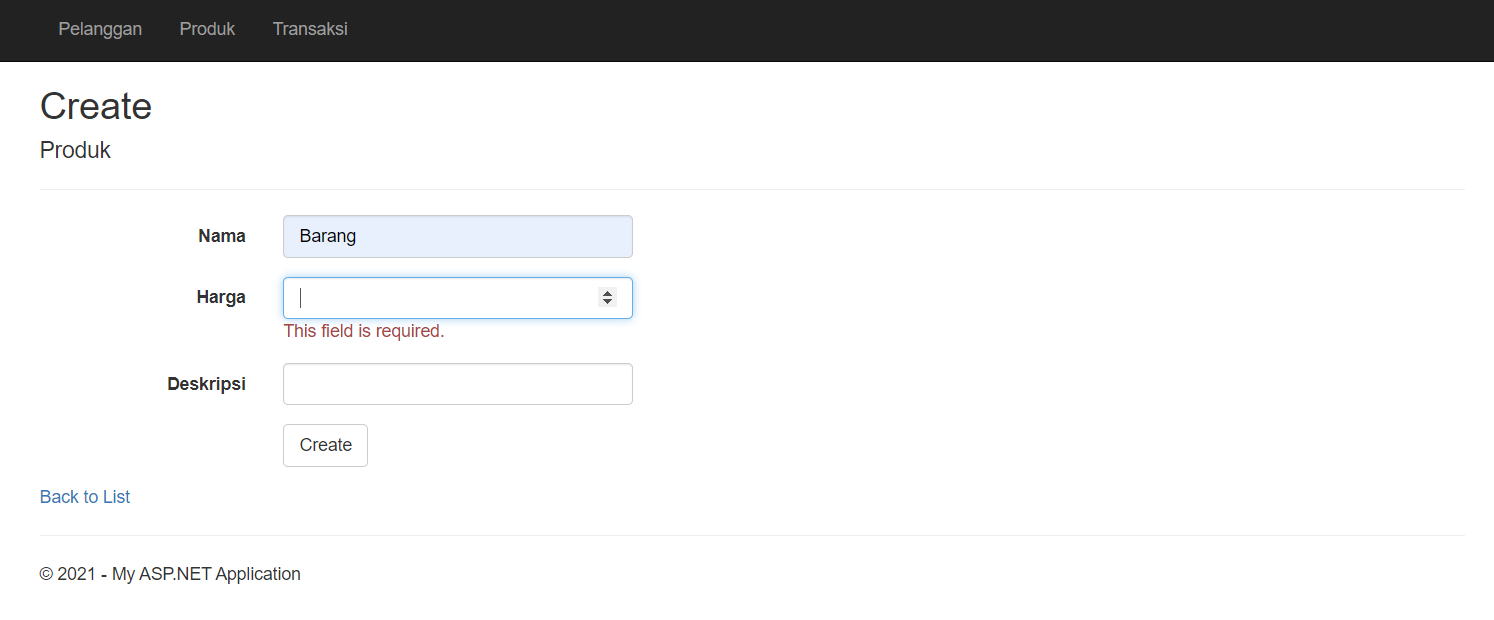 Pelanggan Produk Transaksi
Create
Produk
Nama Barang
Harga
This field is required.
Deskripsi
Create
Back to List
© 2021 - My ASP.NET Application